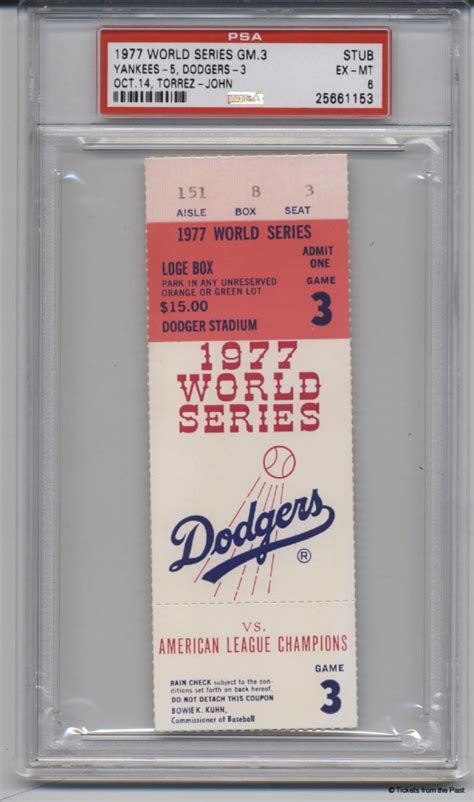 PSA
1977 WORLD SERIES GM.3 STUB
YANKEES-5, DODGERS-3 EX-MT
OCT.14, TORREZ-JOHN 6
25661153
151 B 3
AISLE BOX SEAT
1977 WORLD SERIES
LOGE BOX
ADMIT
ONE
PARK IN ANY UNRESERVED
ORANGE OR GREEN LOT
GAME
3
$15.00
DODGER STADIUM
1977
WORLD
SERIES
Dodgers
®
VS.
AMERICAN LEAGUE CHAMPIONS
RAIN CHECK subject to the con-
ditions set forth on back hereof.
DO NOT DETACH THIS COUPON
BOWIE K. KUHN,
Commissioner of Baseball
GAME
3
© Tickets from the Past